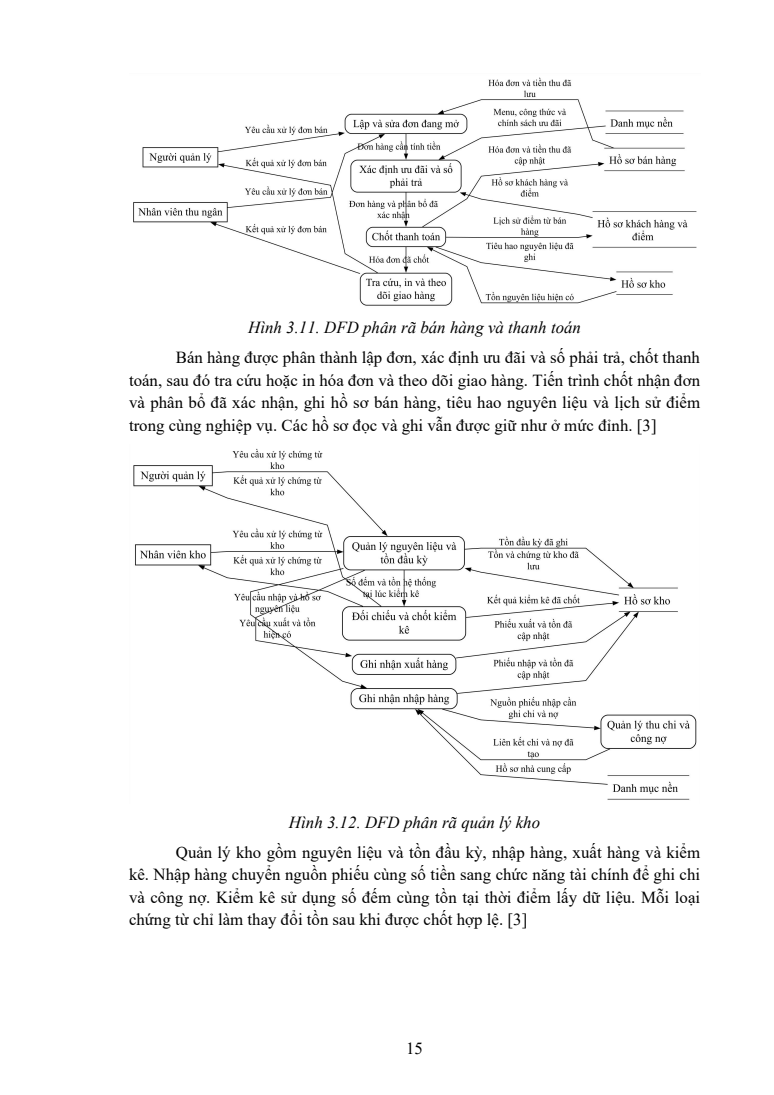 Hóa đơn và tiền thu đã
lưu
Lập và sửa đơn đang mở
Menu, công thức và
chính sách ưu đãi
Danh mục nền
Yêu cầu xử lý đơn bán
Người quản lý
Kết quả xử lý đơn bán
Đơn hàng cần tính tiền
Xác định ưu đãi và số
phải trả
Hóa đơn và tiền thu đã
cập nhật
Hồ sơ bán hàng
Yêu cầu xử lý đơn bán
Hồ sơ khách hàng và
điểm
Nhân viên thu ngân
Đơn hàng và phân bổ đã
xác nhận
Kết quả xử lý đơn bán
Chốt thanh toán
Lịch sử điểm từ bán
hàng
Hồ sơ khách hàng và
điểm
Tiêu hao nguyên liệu đã
ghi
Hóa đơn đã chốt
Tra cứu, in và theo
dõi giao hàng
Hồ sơ kho
Tồn nguyên liệu hiện có
Hình 3.11. DFD phân rã bán hàng và thanh toán
Bán hàng được phân thành lập đơn, xác định ưu đãi và số phải trả, chốt thanh
toán, sau đó tra cứu hoặc in hóa đơn và theo dõi giao hàng. Tiến trình chốt nhận đơn
và phân bổ đã xác nhận, ghi hồ sơ bán hàng, tiêu hao nguyên liệu và lịch sử điểm
trong cùng nghiệp vụ. Các hồ sơ đọc và ghi vẫn được giữ như ở mức đỉnh. [3]
Yêu cầu xử lý chứng từ
kho
Người quản lý
Kết quả xử lý chứng từ
kho
Yêu cầu xử lý chứng từ
kho
Nhân viên kho
Kết quả xử lý chứng từ
kho
Quản lý nguyên liệu và
tồn đầu kỳ
Tồn đầu kỳ đã ghi
Tồn và chứng từ kho đã
lưu
Số đếm và tồn hệ thống
tại lúc kiểm kê
Yêu cầu nhập và hồ sơ
nguyên liệu
Kết quả kiểm kê đã chốt
Hồ sơ kho
Yêu cầu xuất và tồn
hiện có
Đối chiếu và chốt kiểm
kê
Phiếu xuất và tồn đã
cập nhật
Ghi nhận xuất hàng
Phiếu nhập và tồn đã
cập nhật
Ghi nhận nhập hàng
Nguồn phiếu nhập cần
ghi chi và nợ
Quản lý thu chi và
công nợ
Liên kết chi và nợ đã
tạo
Hồ sơ nhà cung cấp
Danh mục nền
Hình 3.12. DFD phân rã quản lý kho
Quản lý kho gồm nguyên liệu và tồn đầu kỳ, nhập hàng, xuất hàng và kiểm
kê. Nhập hàng chuyển nguồn phiếu cùng số tiền sang chức năng tài chính để ghi chi
và công nợ. Kiểm kê sử dụng số đếm cùng tồn tại thời điểm lấy dữ liệu. Mỗi loại
chứng từ chỉ làm thay đổi tồn sau khi được chốt hợp lệ. [3]
15